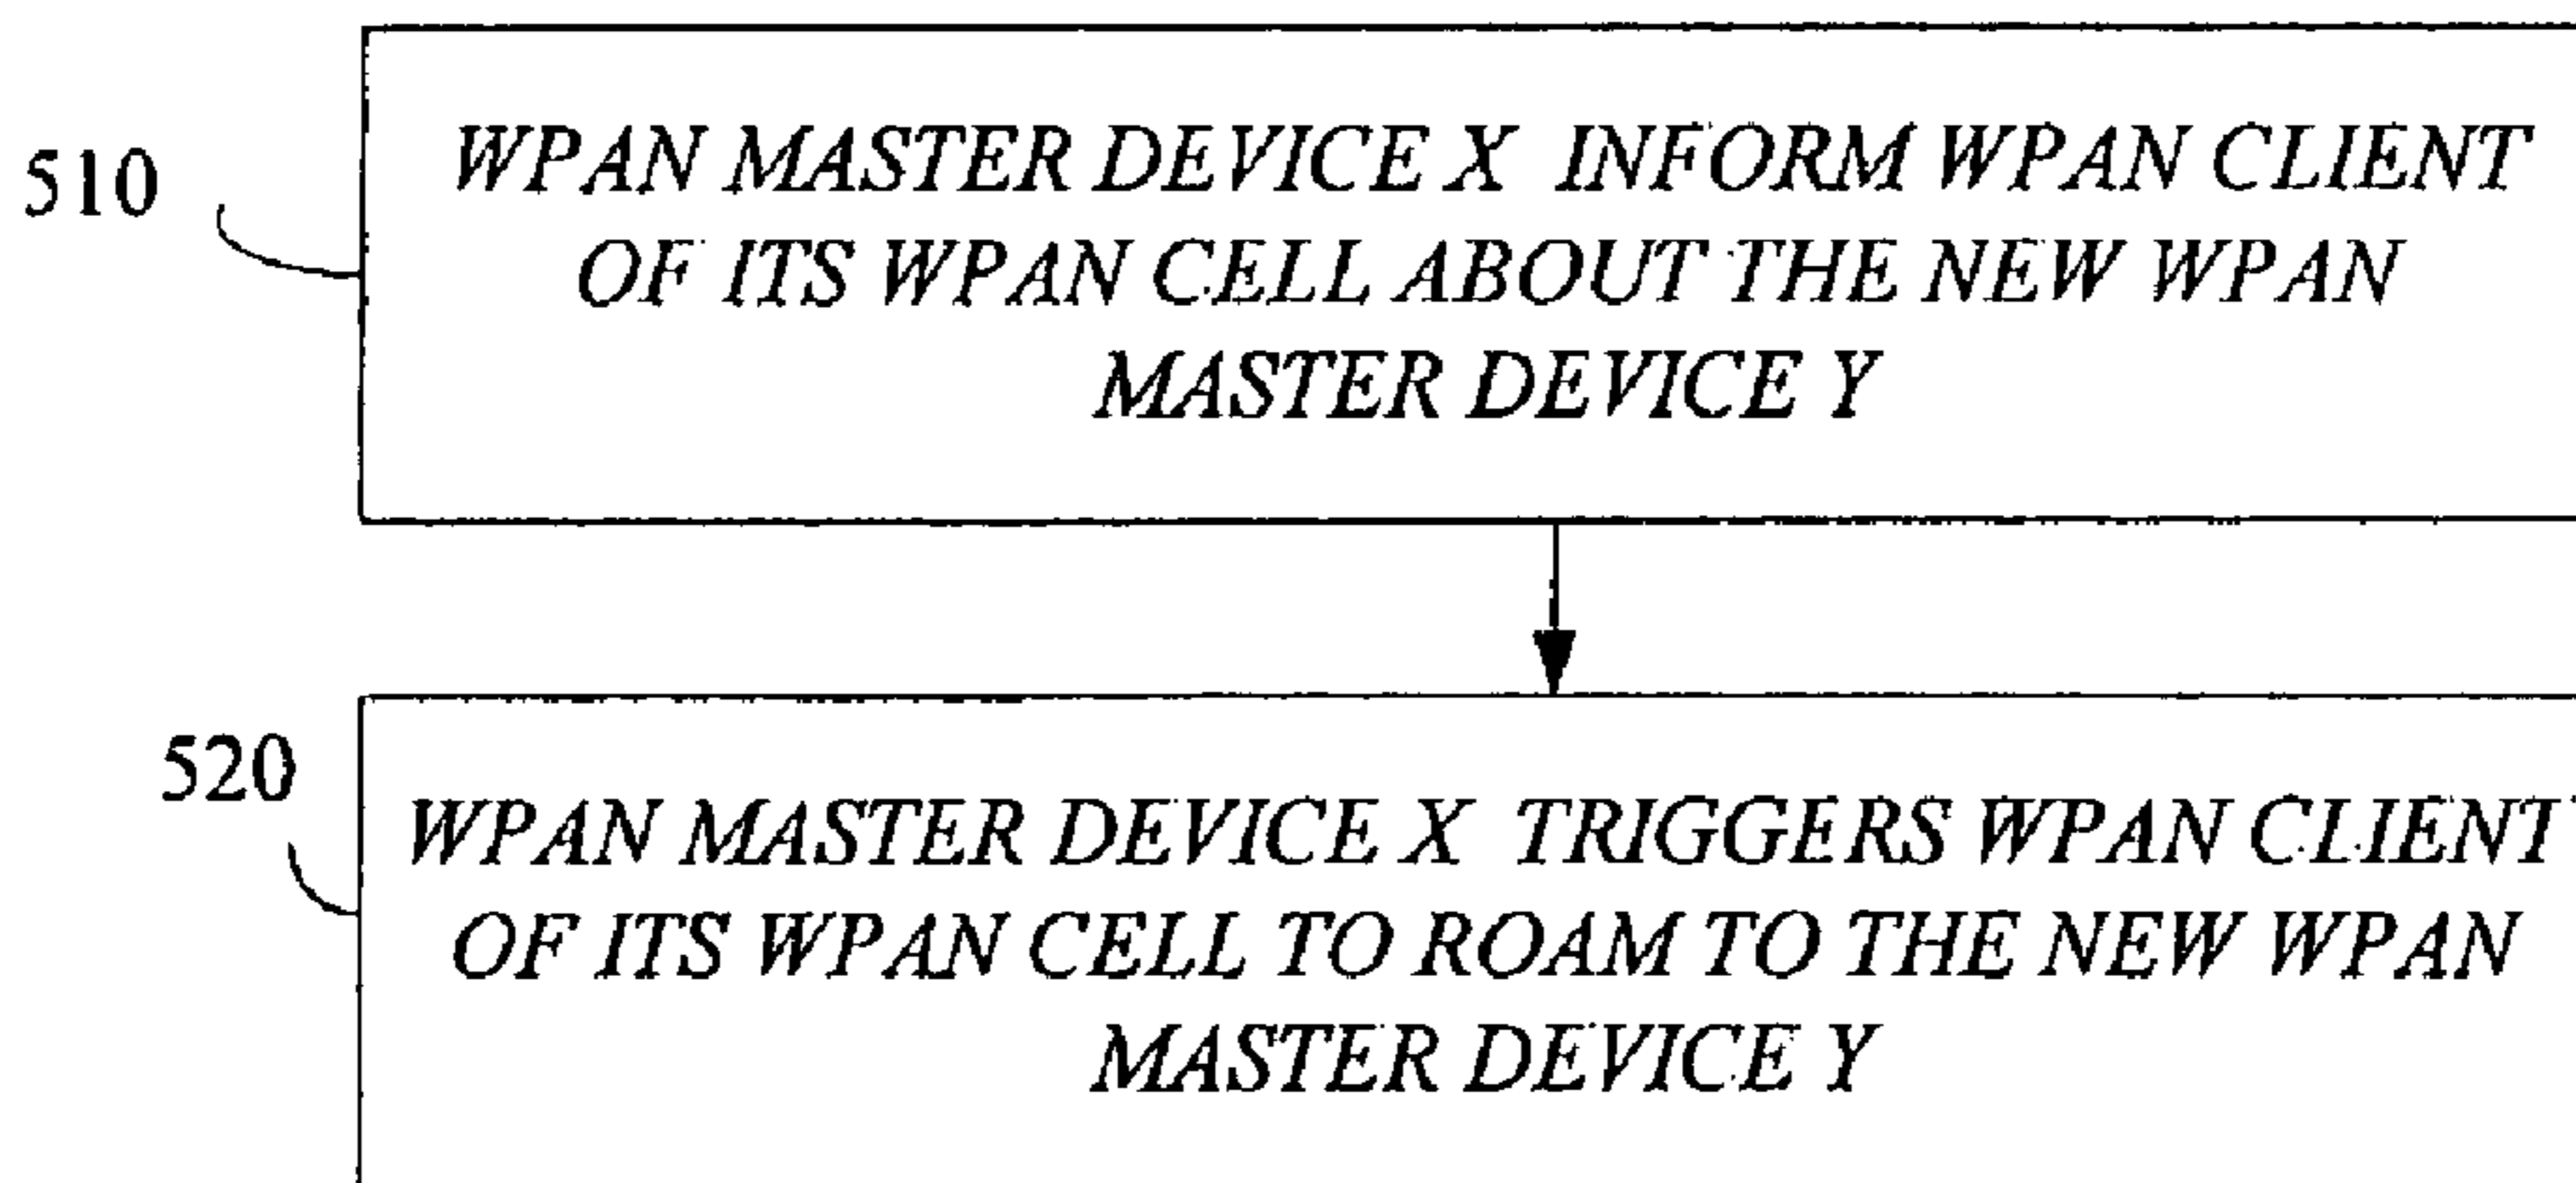 510
WPAN MASTER DEVICE X INFORM WPAN CLIENT
OF ITS WPAN CELL ABOUT THE NEW WPAN
MASTER DEVICE Y
520
WPAN MASTER DEVICE X TRIGGERS WPAN CLIENT
OF ITS WPAN CELL TO ROAM TO THE NEW WPAN
MASTER DEVICE Y